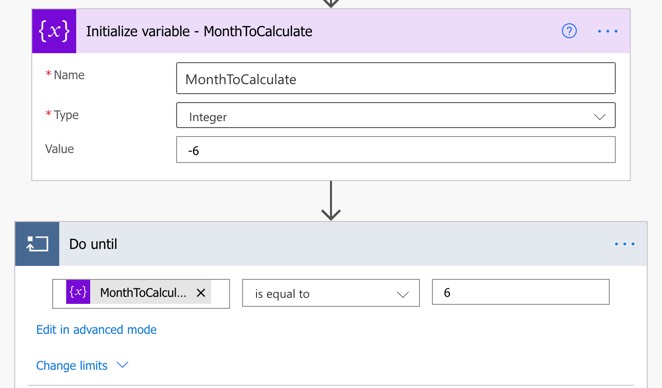 {x} Initialize variable - MonthToCalculate ? ...
* Name MonthToCalculate
* Type Integer
Value -6
Do until ...
{x} MonthToCalcul... × is equal to 6
Edit in advanced mode
Change limits